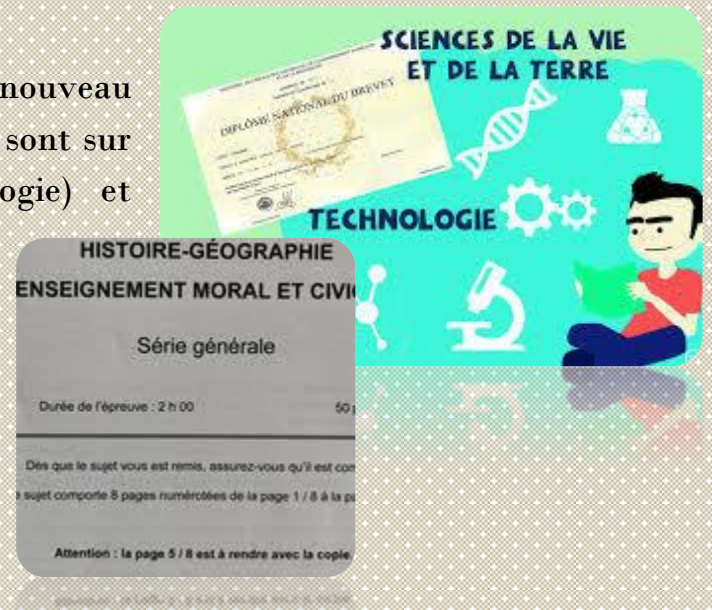 nouveau
sont sur
logie) et
SCIENCES DE LA VIE
ET DE LA TERRE
DIPLÔME NATIONAL DU BREVET
TECHNOLOGIE
HISTOIRE-GÉOGRAPHIE
ENSEIGNEMENT MORAL ET CIVI
Série générale
Durée de l'épreuve : 2 h 00 50 p
Dès que le sujet vous est remis, assurez-vous qu'il est com
sujet comporte 8 pages numérotées de la page 1 / 8 à la pa
Attention : la page 5 / 8 est à rendre avec la copie.